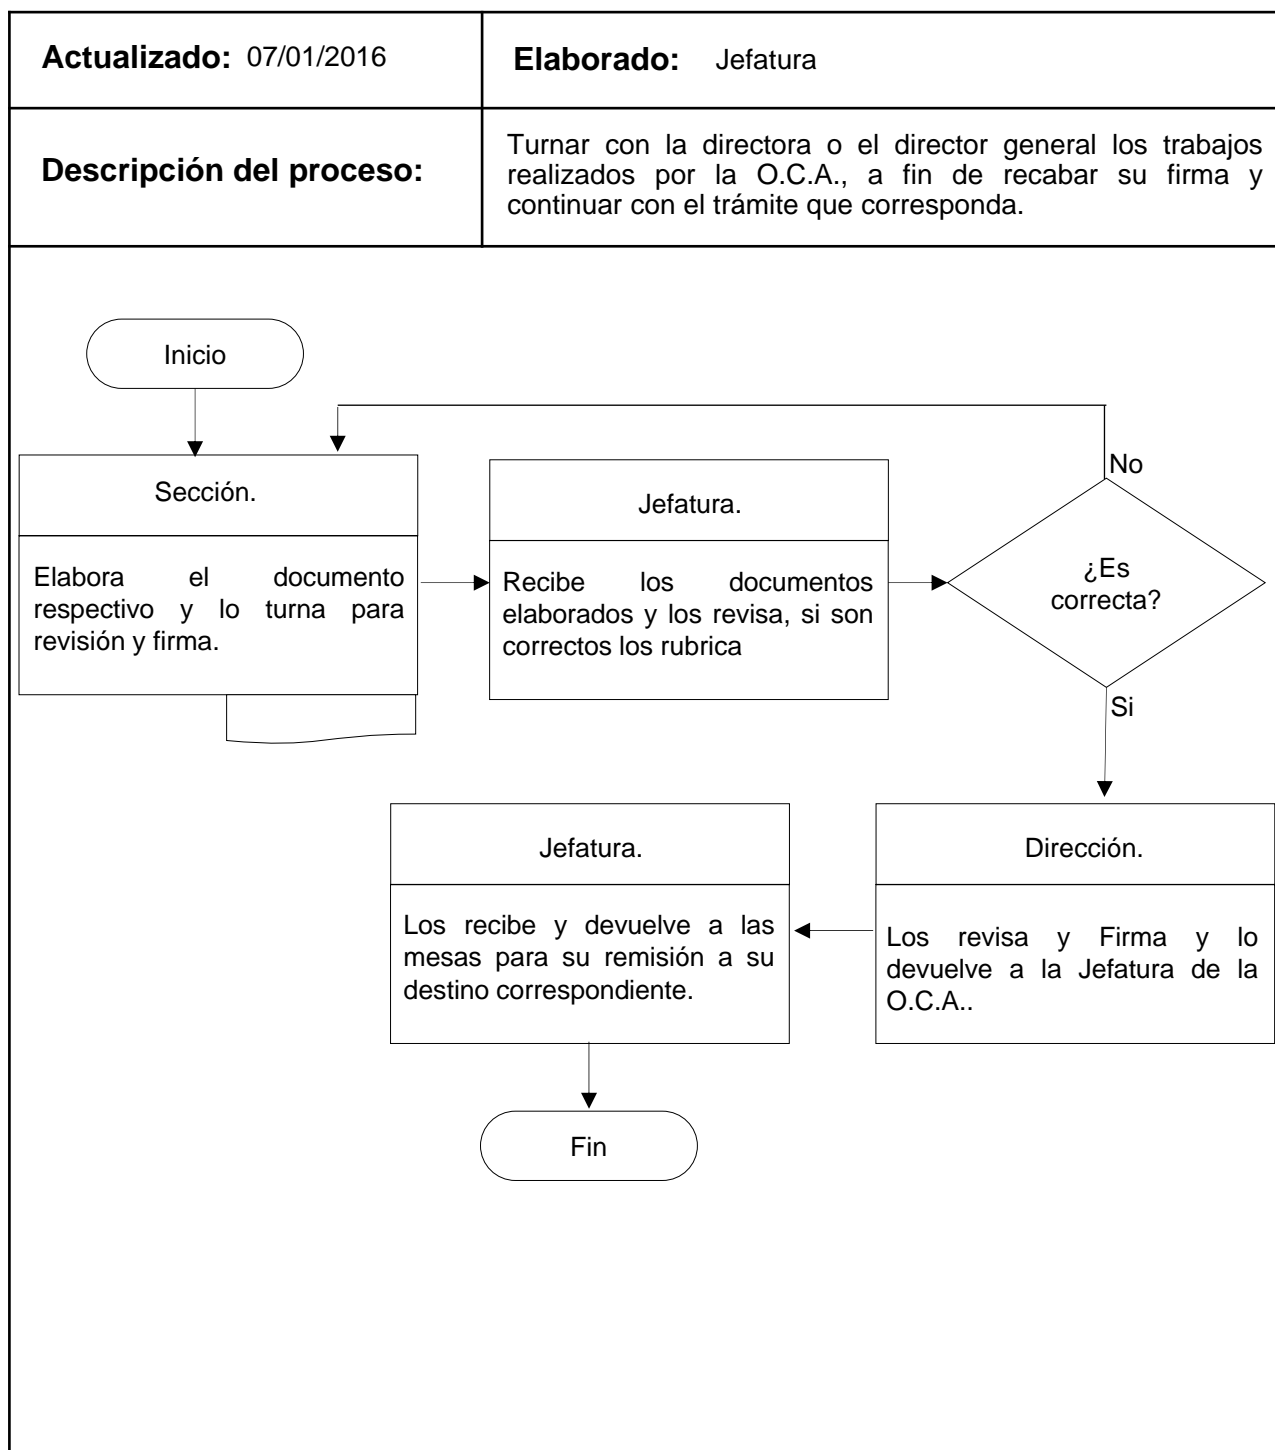 Actualizado: 07/01/2016
Elaborado: Jefatura
Descripción del proceso:
Turnar con la directora o el director general los trabajos
realizados por la O.C.A., a fin de recabar su firma y
continuar con el trámite que corresponda.
Inicio
Sección.
Elabora el documento
respectivo y lo turna para
revisión y firma.
Jefatura.
Recibe los documentos
elaborados y los revisa, si son
correctos los rubrica
No
¿Es
correcta?
Si
Dirección.
Los revisa y Firma y lo
devuelve a la Jefatura de la
O.C.A..
Jefatura.
Los recibe y devuelve a las
mesas para su remisión a su
destino correspondiente.
Fin